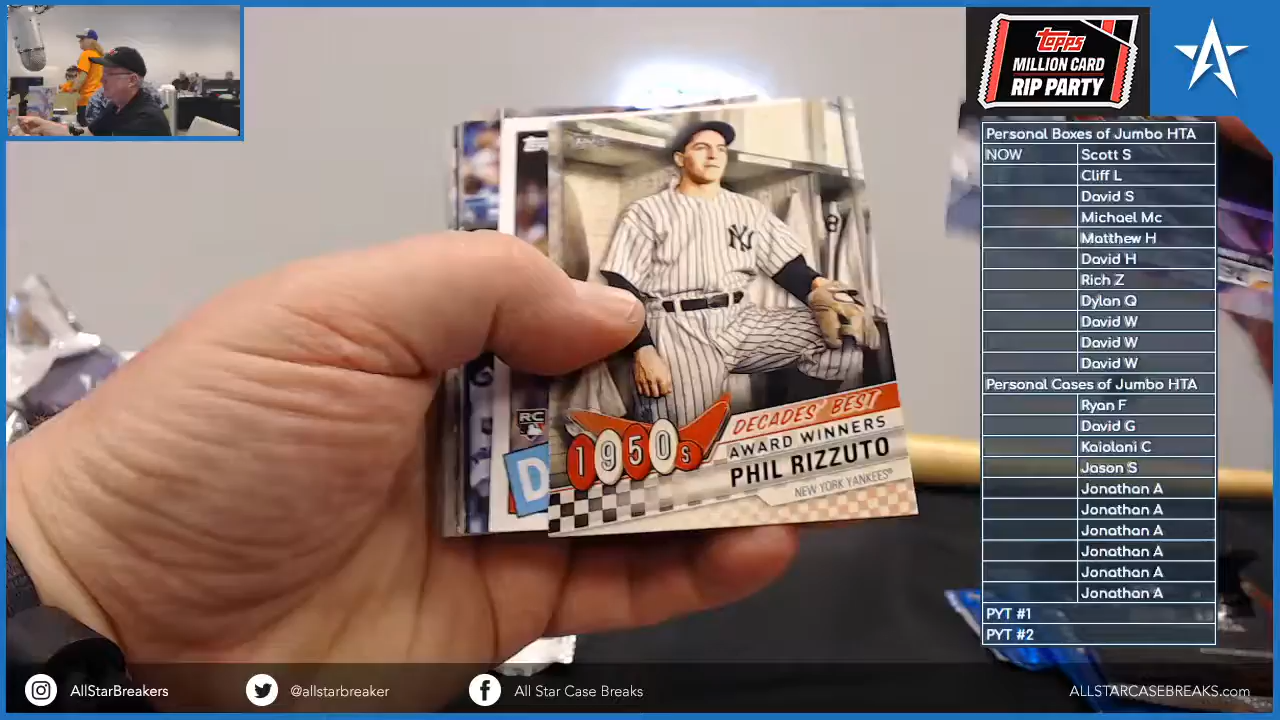 topps
MILLION CARD
RIP PARTY
Personal Boxes of Jumbo HTA
NOW Scott S
Cliff L
David S
Michael Mc
Matthew H
David H
Rich Z
Dylan Q
David W
David W
David W
Personal Cases of Jumbo HTA
Ryan F
David G
Kaiolani C
Jason S
Jonathan A
Jonathan A
Jonathan A
Jonathan A
Jonathan A
Jonathan A
PYT #1
PYT #2
NY
8
RC
D
1950s
DECADES' BEST
AWARD WINNERS
PHIL RIZZUTO
NEW YORK YANKEES®
AllStarBreakers
@allstarbreaker
All Star Case Breaks
ALLSTARCASEBREAKS.com